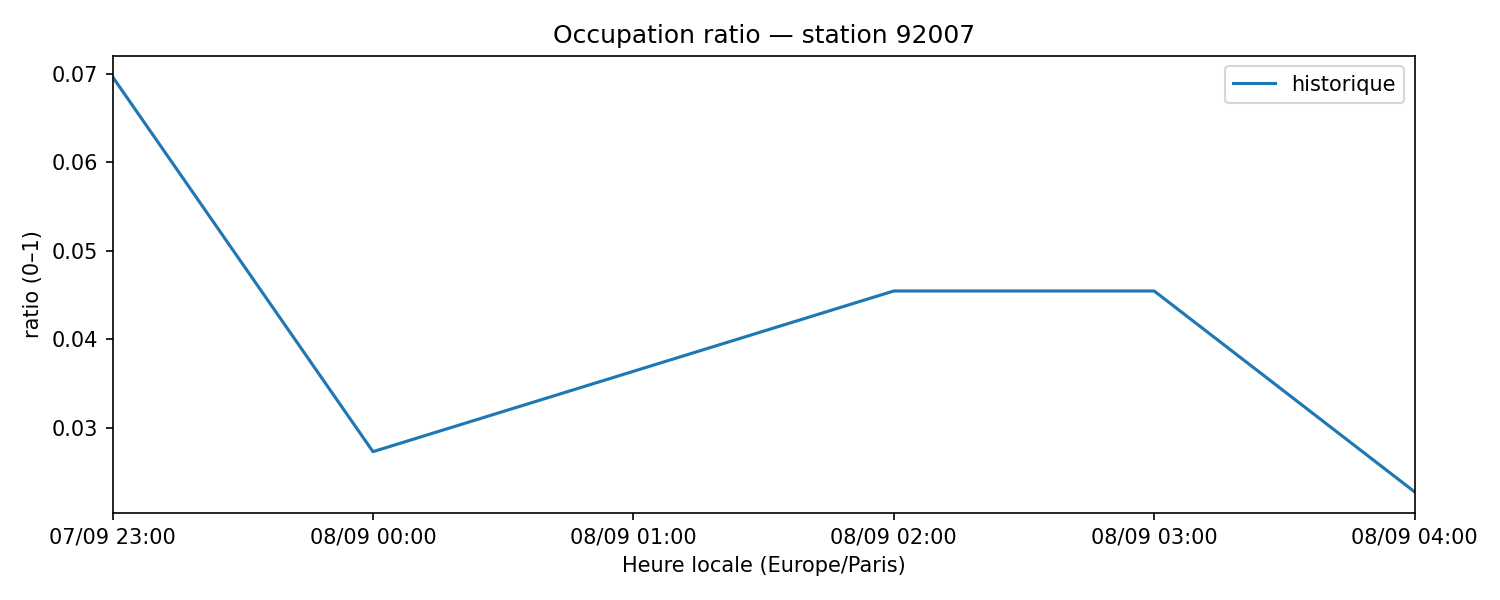 Occupation ratio — station 92007
historique
ratio (0–1)
0.07
0.06
0.05
0.04
0.03
07/09 23:00
08/09 00:00
08/09 01:00
08/09 02:00
08/09 03:00
08/09 04:00
Heure locale (Europe/Paris)